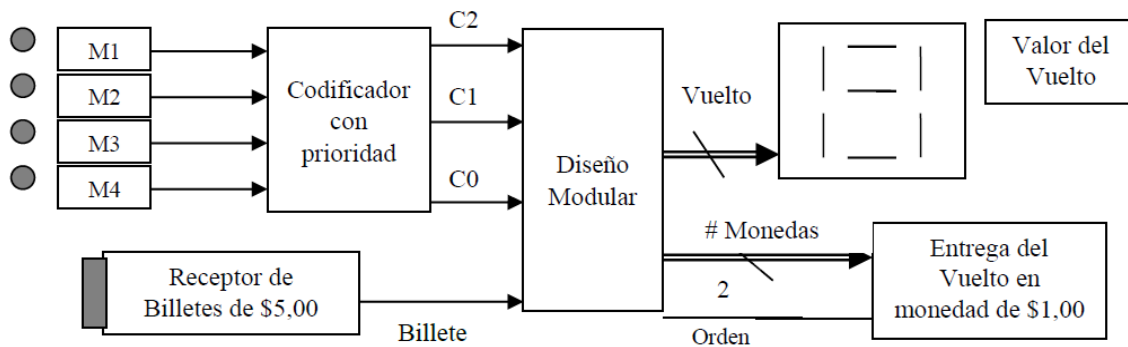 M1
M2
M3
M4
Codificador
con
prioridad
C2
C1
C0
Diseño
Modular
Vuelto
Valor del
Vuelto
# Monedas
2
Orden
Entrega del
Vuelto en
monedad de $1,00
Receptor de
Billetes de $5,00
Billete